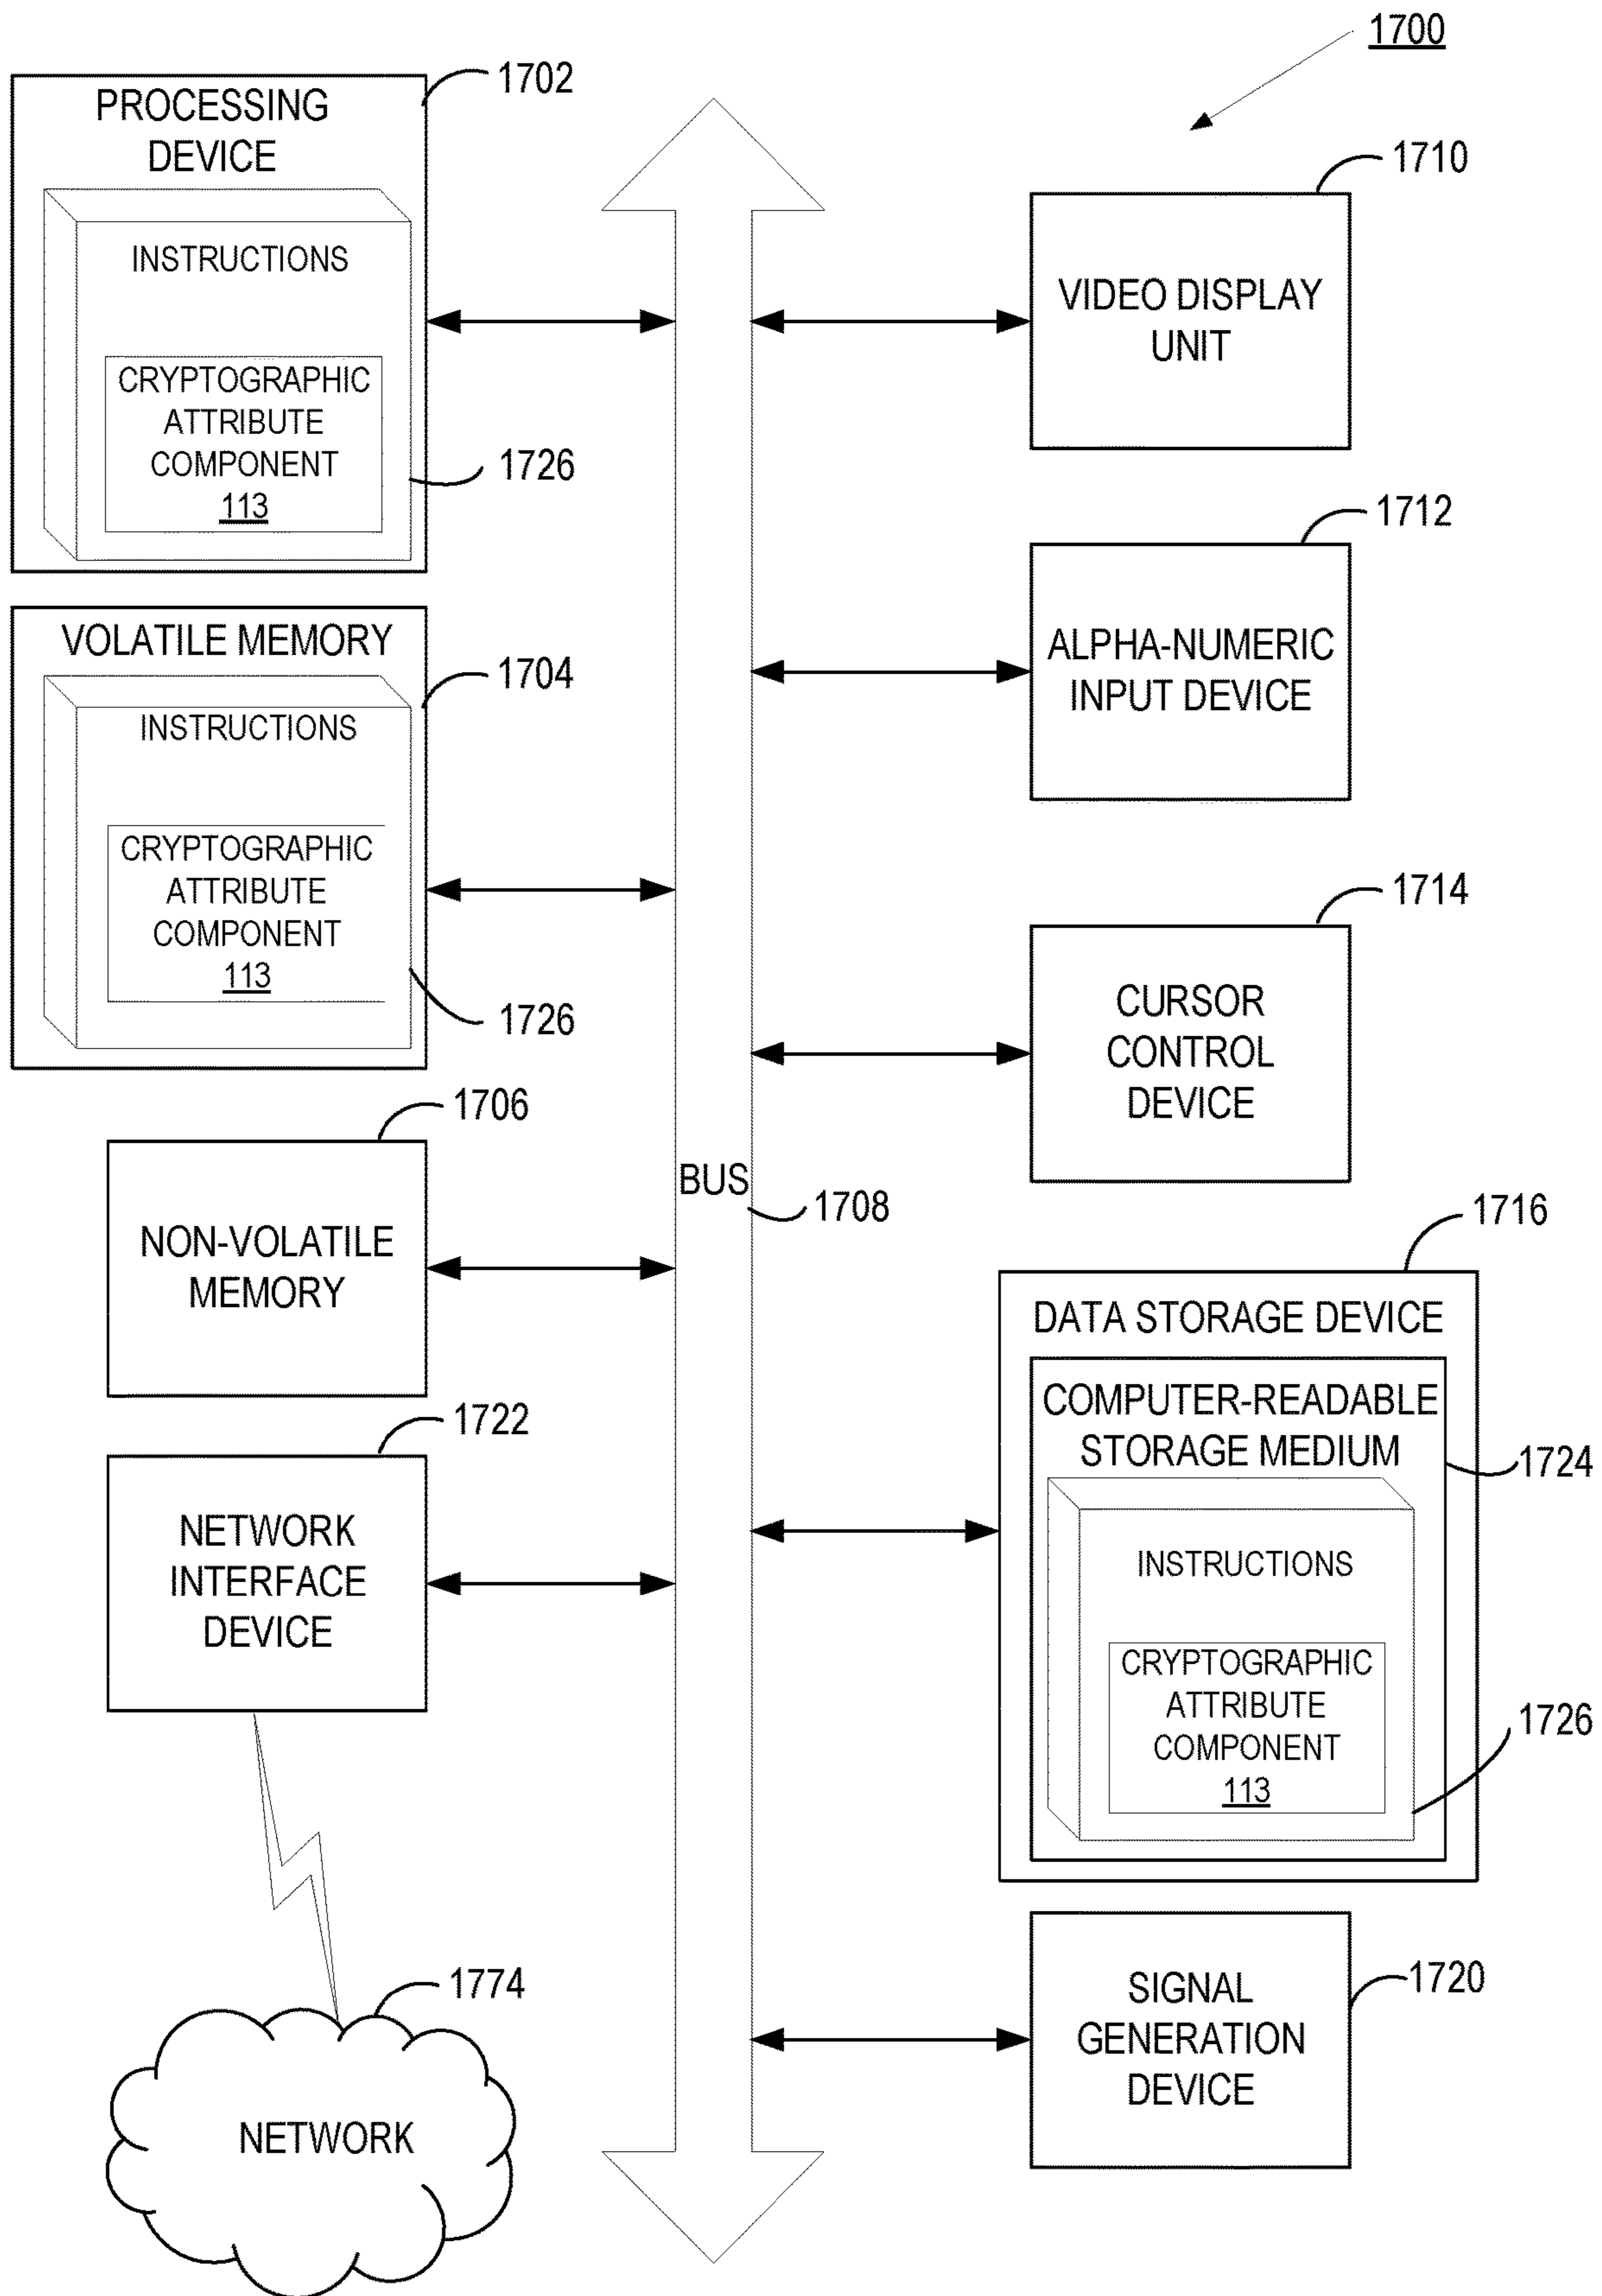 1700
1702
PROCESSING
DEVICE
INSTRUCTIONS
CRYPTOGRAPHIC
ATTRIBUTE
COMPONENT
113
1726
1710
VIDEO DISPLAY
UNIT
VOLATILE MEMORY
1704
INSTRUCTIONS
CRYPTOGRAPHIC
ATTRIBUTE
COMPONENT
113
1726
1712
ALPHA-NUMERIC
INPUT DEVICE
1714
CURSOR
CONTROL
DEVICE
1706
NON-VOLATILE
MEMORY
BUS
1708
1722
NETWORK
INTERFACE
DEVICE
1716
DATA STORAGE DEVICE
COMPUTER-READABLE
STORAGE MEDIUM
1724
INSTRUCTIONS
CRYPTOGRAPHIC
ATTRIBUTE
COMPONENT
113
1726
1774
NETWORK
1720
SIGNAL
GENERATION
DEVICE